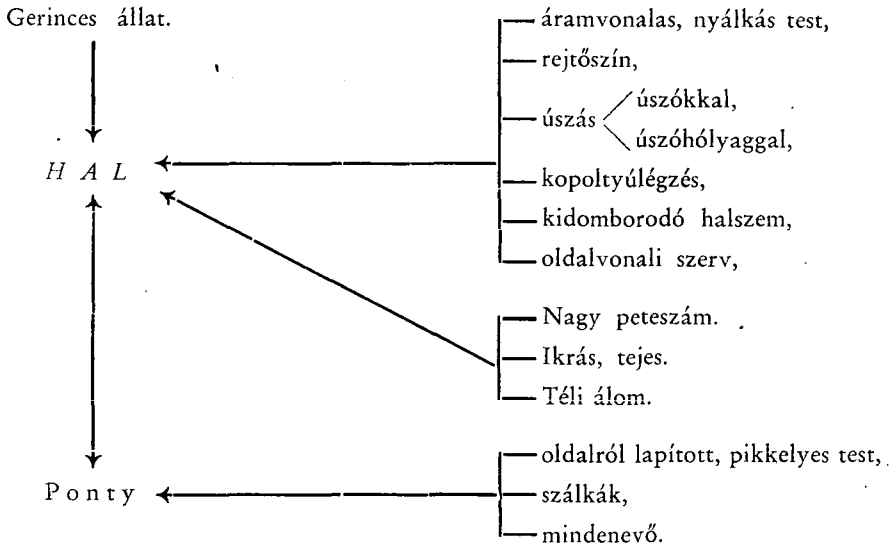 Gerinces állat.
áramvonalas, nyálkás test,
rejtőszín,
úszás
úszókkal,
úszóhólyaggal,
HAL
kopoltyúlégzés,
kidomborodó halszem,
oldalvonali szerv,
Nagy peteszám.
Ikrás, tejes.
Téli álom.
oldalról lapított, pikkelyes test,
Ponty
szálkák,
mindenevő.